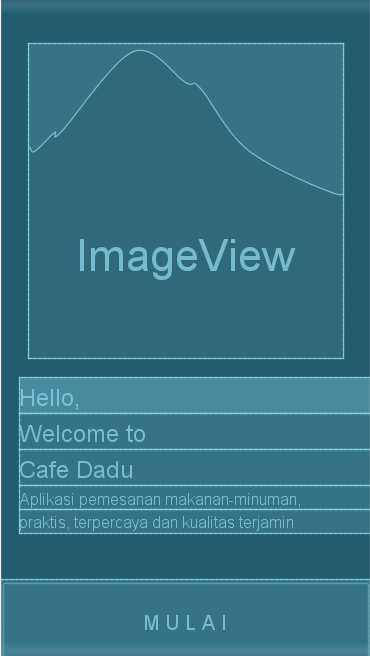 ImageView
Hello,
Welcome to
Cafe Dadu
Aplikasi pemesanan makanan-minuman,
praktis, terpercaya dan kualitas terjamin
MULAI